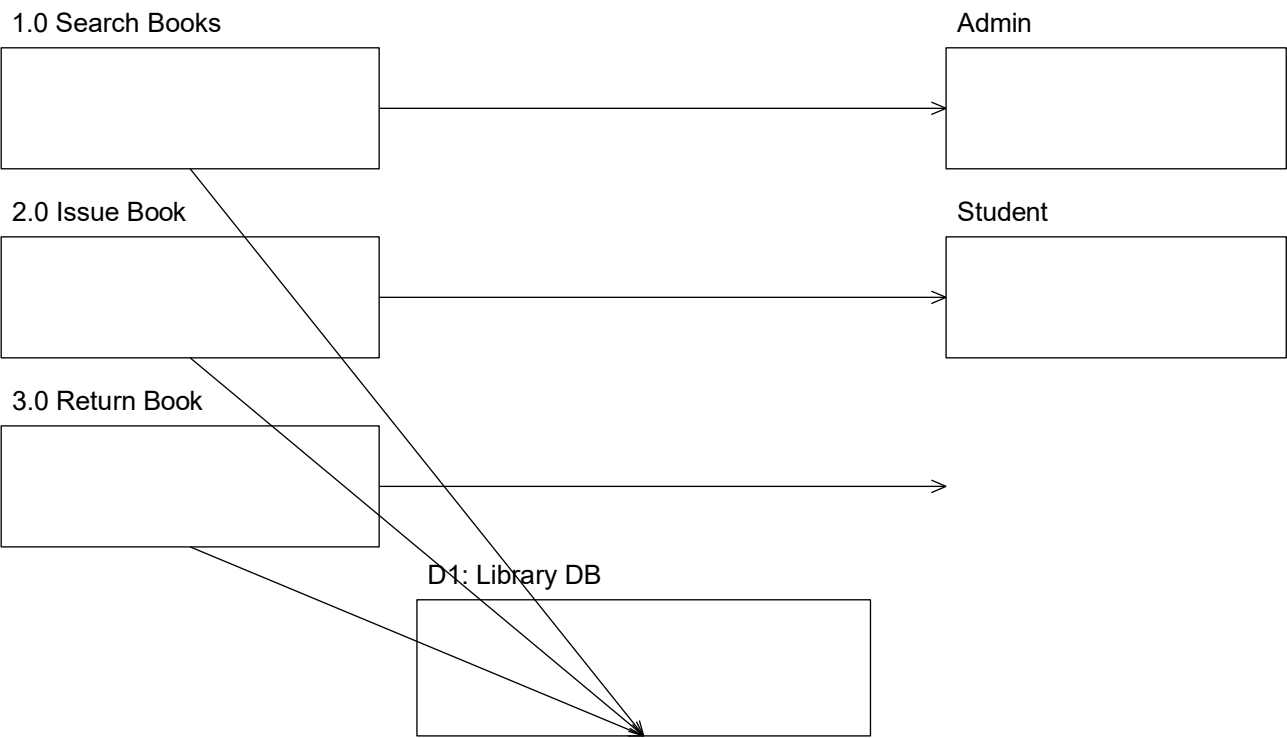 1.0 Search Books
Admin
2.0 Issue Book
Student
3.0 Return Book
D1: Library DB